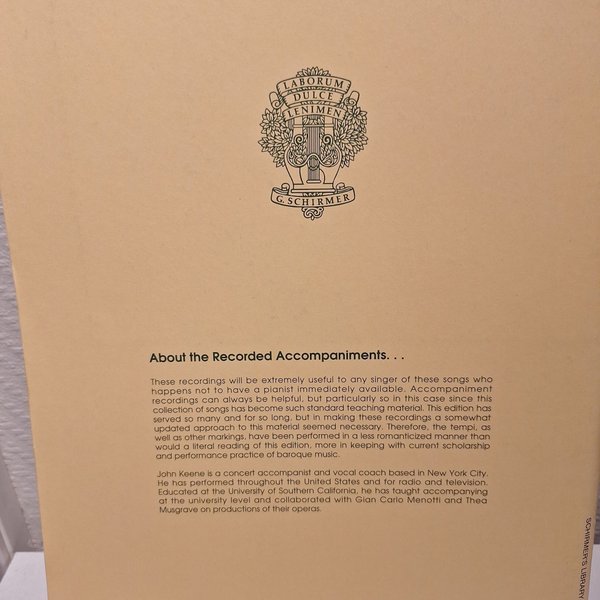 LABORUM
DULCE
LENIMEN
G. SCHIRMER
About the Recorded Accompaniments. . .
These recordings will be extremely useful to any singer of these songs who
happens not to have a pianist immediately available. Accompaniment
recordings can always be helpful, but particularly so in this case since this
collection of songs has become such standard teaching material. This edition has
served so many and for so long, but in making these recordings a somewhat
updated approach to this material seemed necessary. Therefore, the tempi, as
well as other markings, have been performed in a less romanticized manner than
would a literal reading of this edition, more in keeping with current scholarship
and performance practice of baroque music.
John Keene is a concert accompanist and vocal coach based in New York City.
He has performed throughout the United States and for radio and television.
Educated at the University of Southern California, he has taught accompanying
at the university level and collaborated with Gian Carlo Menotti and Thea
Musgrave on productions of their operas.
SCHIRMER'S LIBRARY